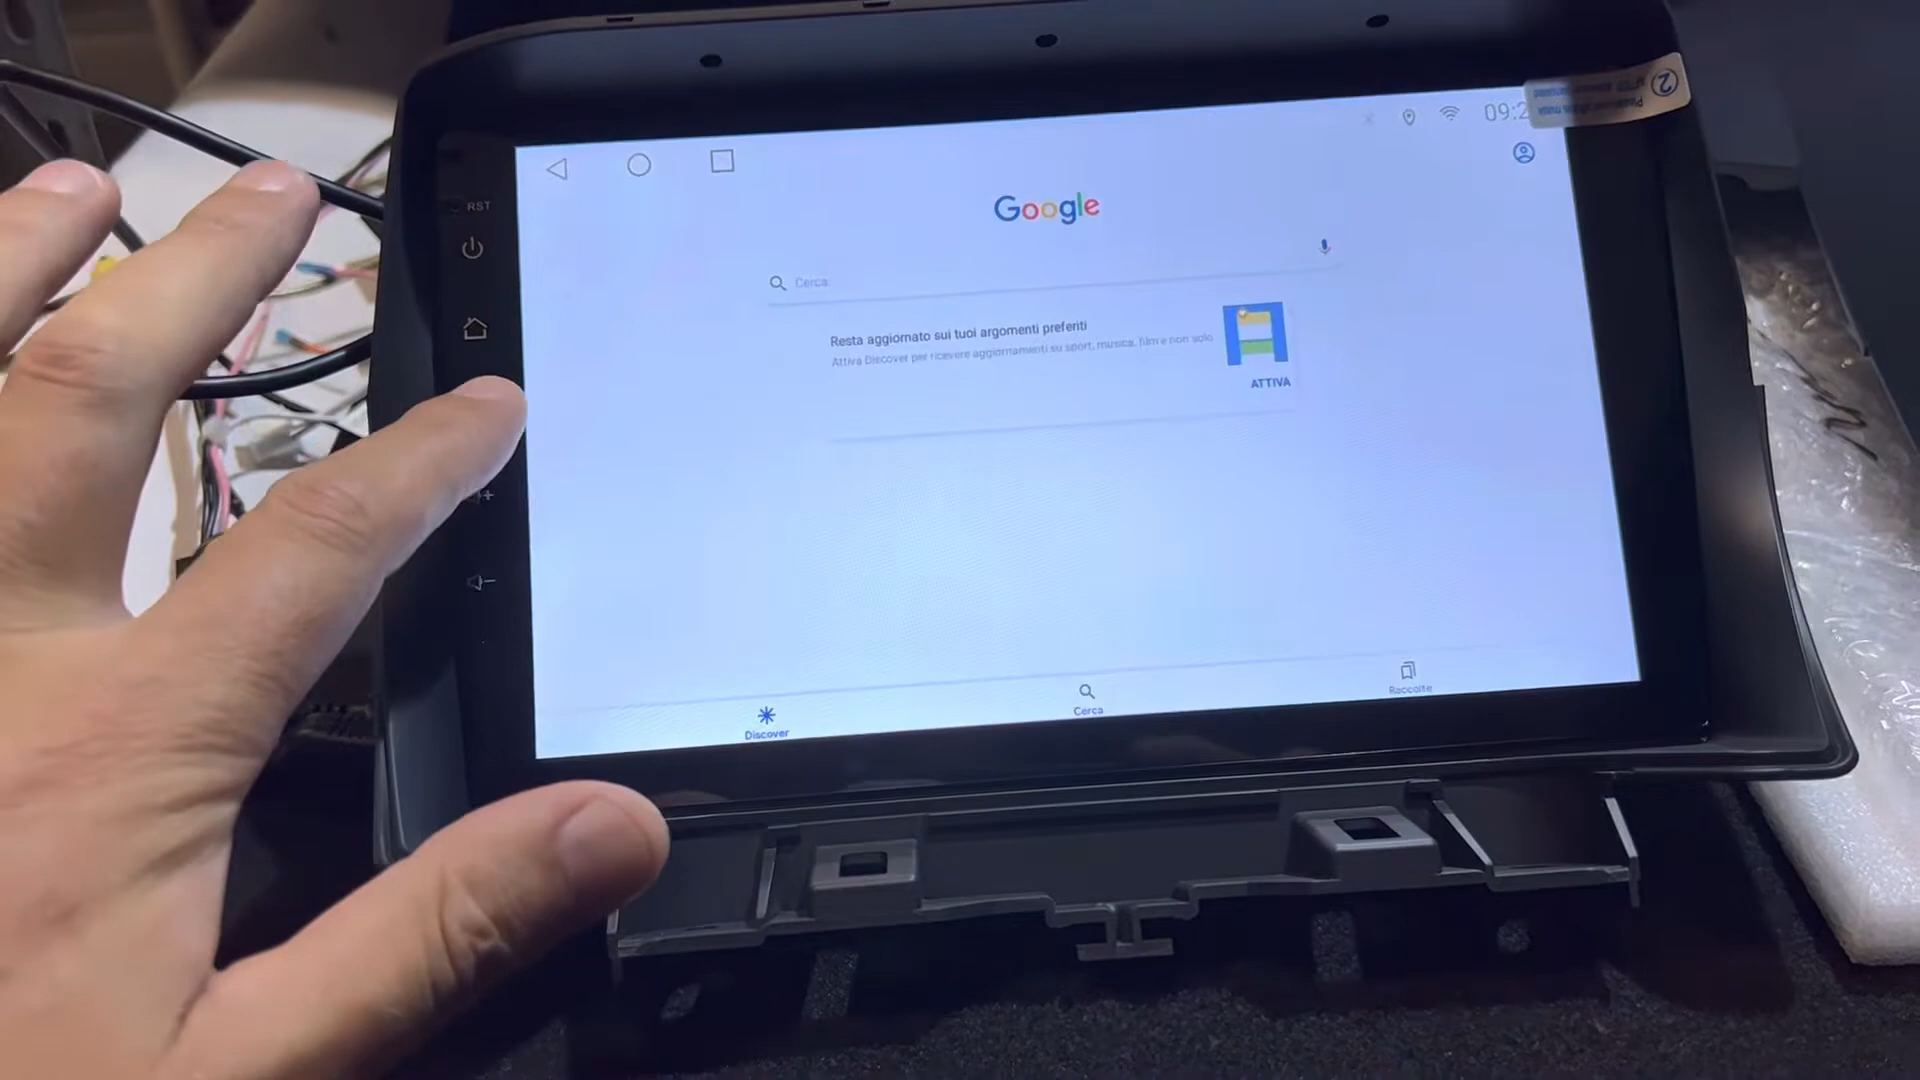 RST
09:2
Google
Cerca
Resta aggiornato sui tuoi argomenti preferiti
Attiva Discover per ricevere aggiornamenti su sport, musica, film e non solo
ATTIVA
Discover
Cerca
Raccolte
2